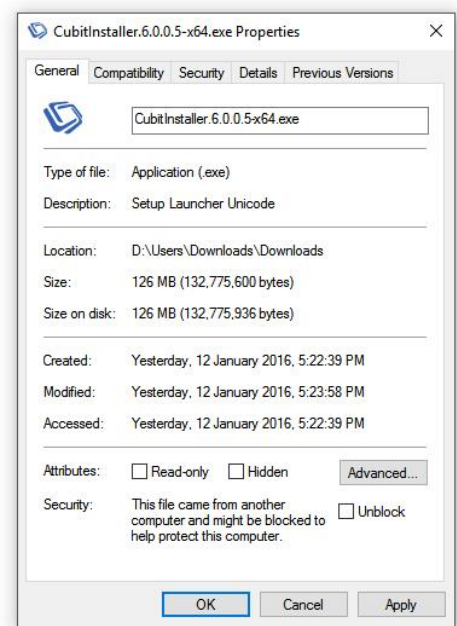 CubitInstaller.6.0.0.5-x64.exe Properties
General Compatibility Security Details Previous Versions
CubitInstaller.6.0.0.5-x64.exe
Type of file: Application (.exe)
Description: Setup Launcher Unicode
Location: D:\Users\Downloads\Downloads
Size: 126 MB (132,775,600 bytes)
Size on disk: 126 MB (132,775,936 bytes)
Created: Yesterday, 12 January 2016, 5:22:39 PM
Modified: Yesterday, 12 January 2016, 5:23:58 PM
Accessed: Yesterday, 12 January 2016, 5:22:39 PM
Attributes: Read-only Hidden Advanced...
Security: This file came from another
computer and might be blocked to
help protect this computer.
Unblock
OK Cancel Apply